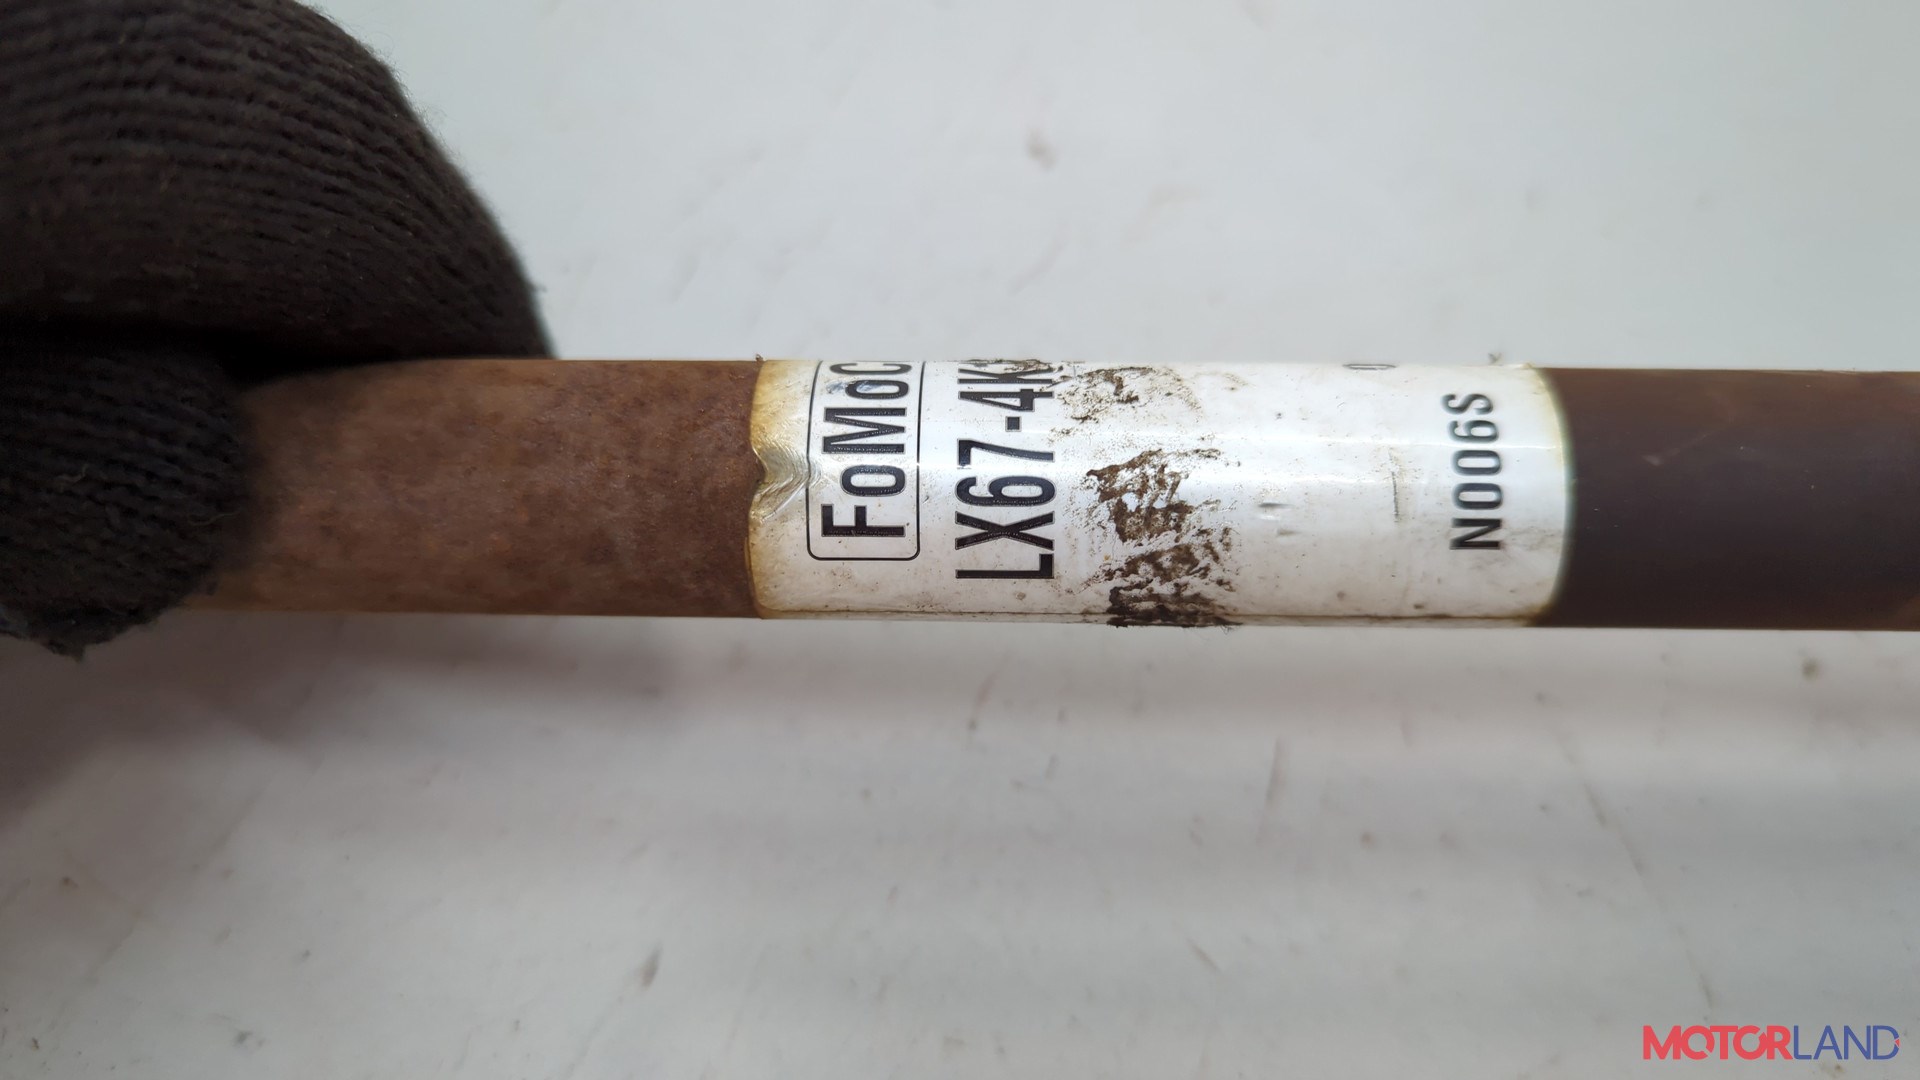 FoMoC
LX67-4K
N006S
MOTORLAND